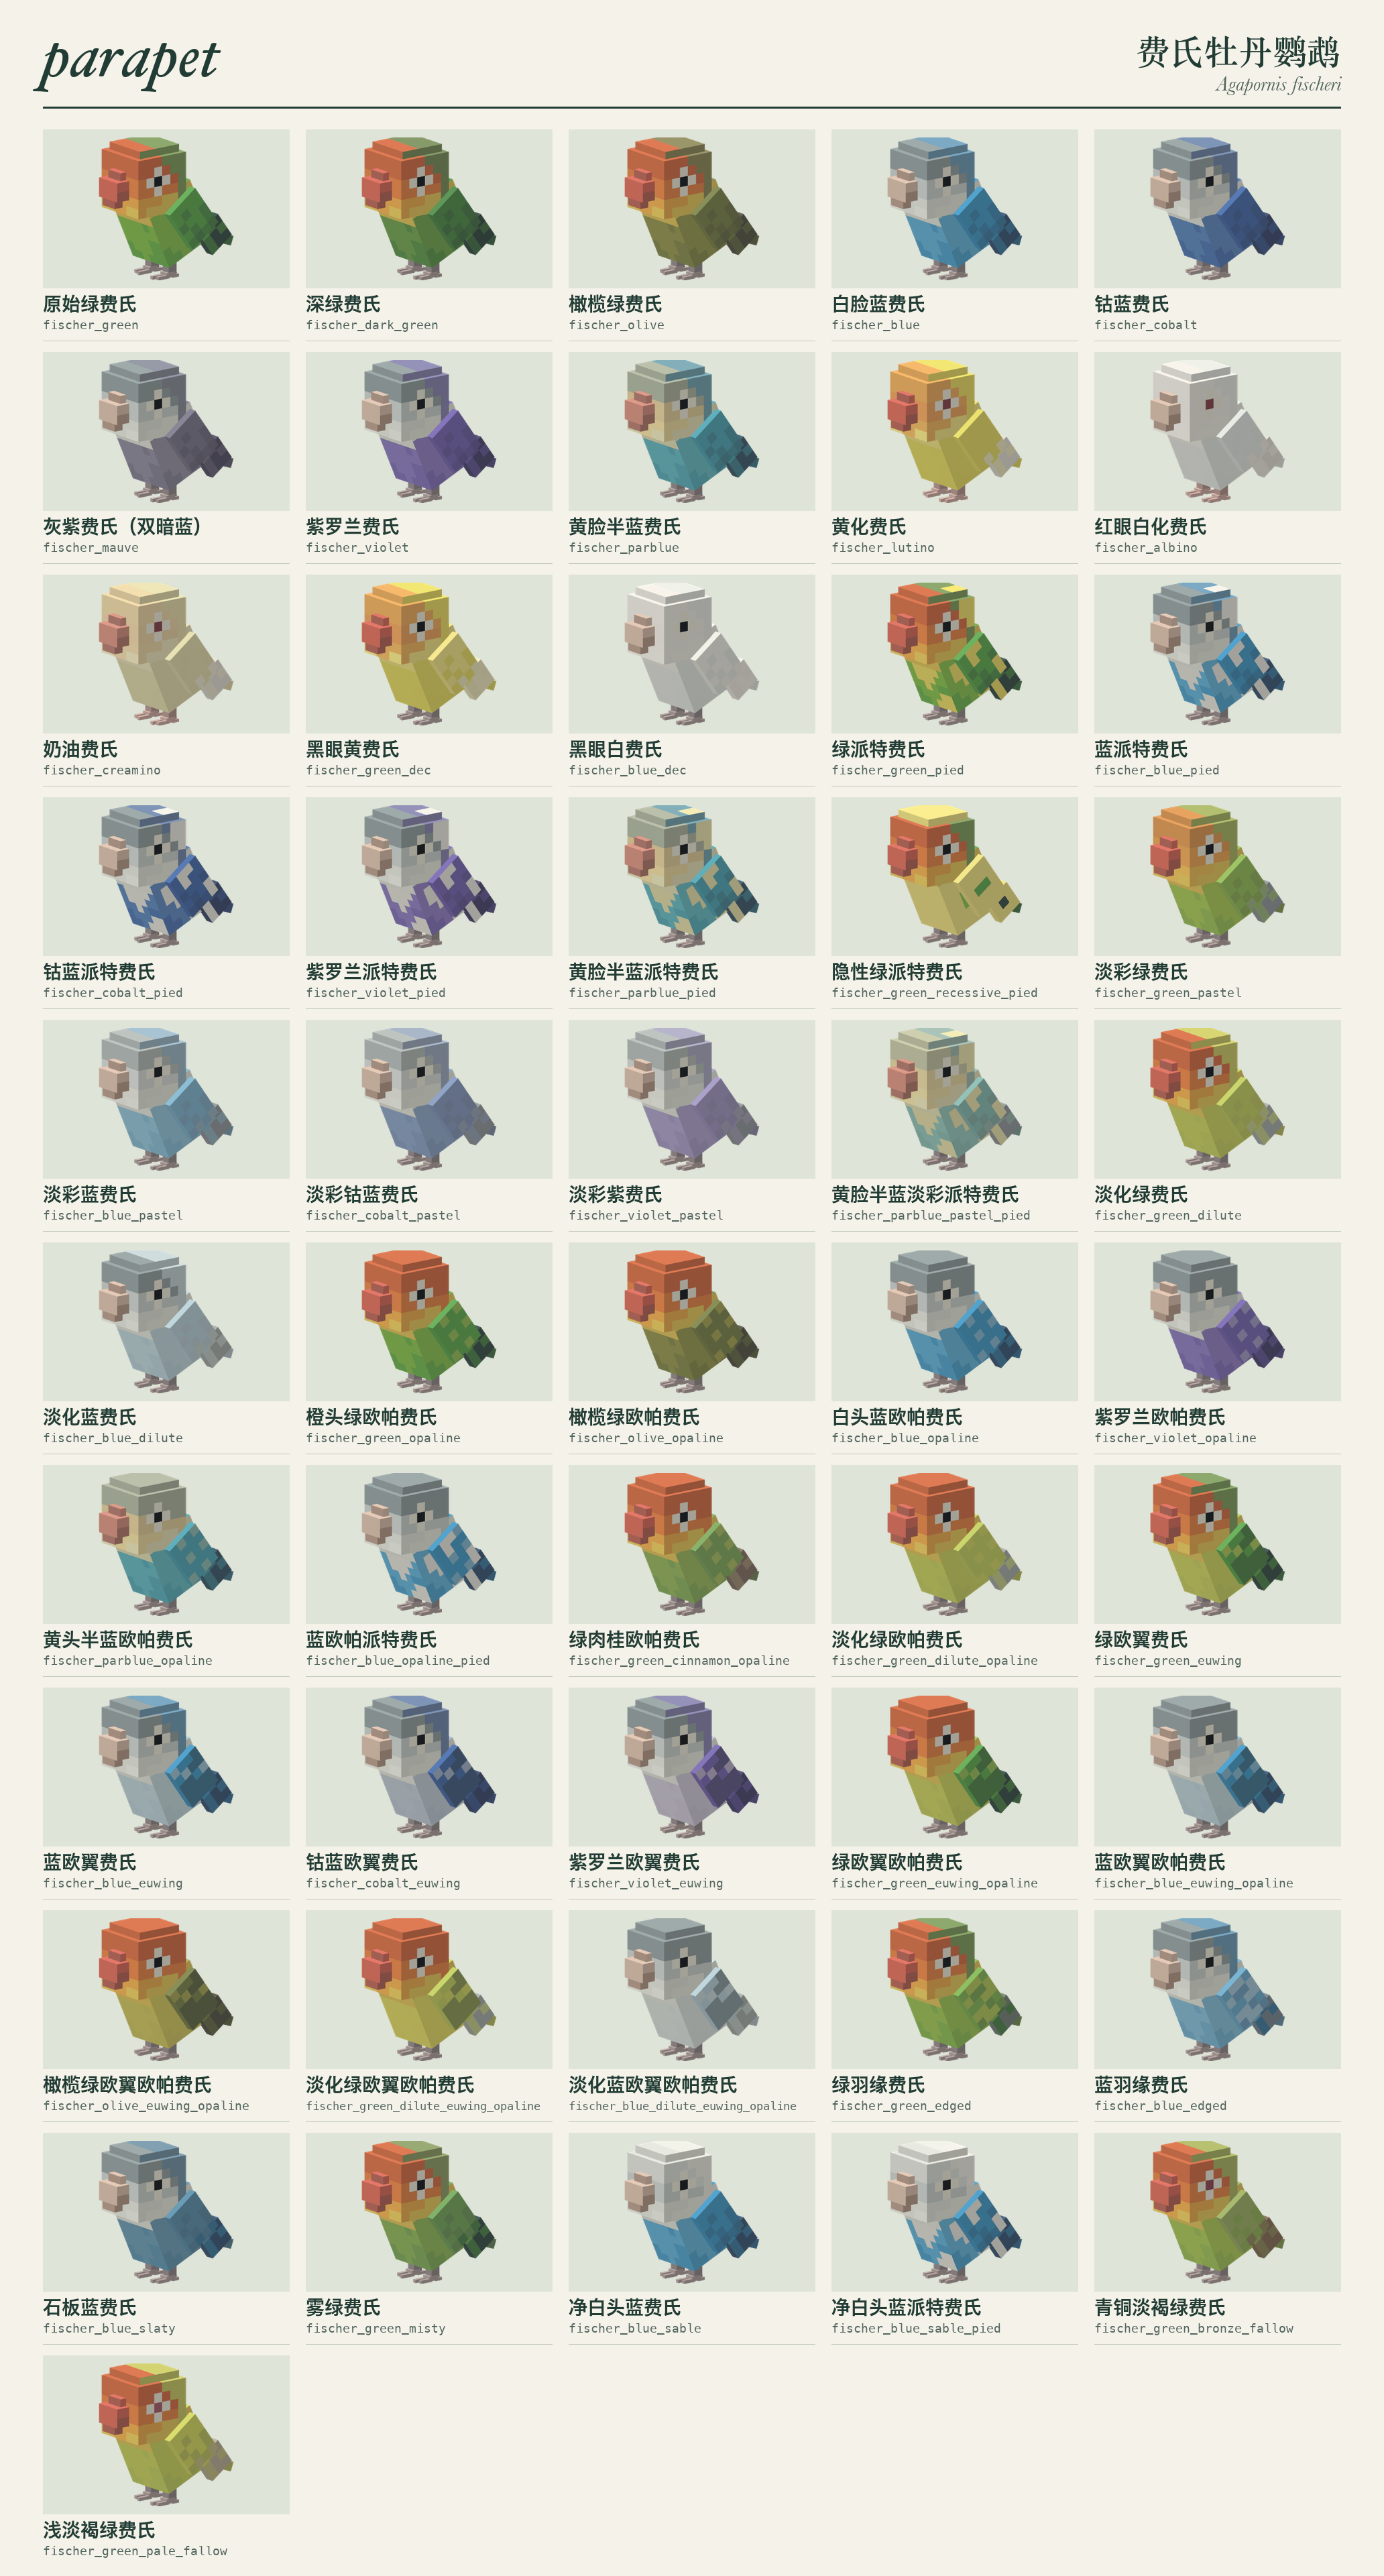 parapet
费氏牡丹鹦鹉
Agapornis fischeri
原始绿费氏
fischer_green
深绿费氏
fischer_dark_green
橄榄绿费氏
fischer_olive
白脸蓝费氏
fischer_blue
钴蓝费氏
fischer_cobalt
灰紫费氏（双暗蓝）
fischer_mauve
紫罗兰费氏
fischer_violet
黄脸半蓝费氏
fischer_parblue
黄化费氏
fischer_lutino
红眼白化费氏
fischer_albino
奶油费氏
fischer_creamino
黑眼黄费氏
fischer_green_dec
黑眼白费氏
fischer_blue_dec
绿派特费氏
fischer_green_pied
蓝派特费氏
fischer_blue_pied
钴蓝派特费氏
fischer_cobalt_pied
紫罗兰派特费氏
fischer_violet_pied
黄脸半蓝派特费氏
fischer_parblue_pied
隐性绿派特费氏
fischer_green_recessive_pied
淡彩绿费氏
fischer_green_pastel
淡彩蓝费氏
fischer_blue_pastel
淡彩钴蓝费氏
fischer_cobalt_pastel
淡彩紫费氏
fischer_violet_pastel
黄脸半蓝淡彩派特费氏
fischer_parblue_pastel_pied
淡化绿费氏
fischer_green_dilute
淡化蓝费氏
fischer_blue_dilute
橙头绿欧帕费氏
fischer_green_opaline
橄榄绿欧帕费氏
fischer_olive_opaline
白头蓝欧帕费氏
fischer_blue_opaline
紫罗兰欧帕费氏
fischer_violet_opaline
黄头半蓝欧帕费氏
fischer_parblue_opaline
蓝欧帕派特费氏
fischer_blue_opaline_pied
绿肉桂欧帕费氏
fischer_green_cinnamon_opaline
淡化绿欧帕费氏
fischer_green_dilute_opaline
绿欧翼费氏
fischer_green_euwing
蓝欧翼费氏
fischer_blue_euwing
钴蓝欧翼费氏
fischer_cobalt_euwing
紫罗兰欧翼费氏
fischer_violet_euwing
绿欧翼欧帕费氏
fischer_green_euwing_opaline
蓝欧翼欧帕费氏
fischer_blue_euwing_opaline
橄榄绿欧翼欧帕费氏
fischer_olive_euwing_opaline
淡化绿欧翼欧帕费氏
fischer_green_dilute_euwing_opaline
淡化蓝欧翼欧帕费氏
fischer_blue_dilute_euwing_opaline
绿羽缘费氏
fischer_green_edged
蓝羽缘费氏
fischer_blue_edged
石板蓝费氏
fischer_blue_slaty
雾绿费氏
fischer_green_misty
净白头蓝费氏
fischer_blue_sable
净白头蓝派特费氏
fischer_blue_sable_pied
青铜淡褐绿费氏
fischer_green_bronze_fallow
浅淡褐绿费氏
fischer_green_pale_fallow